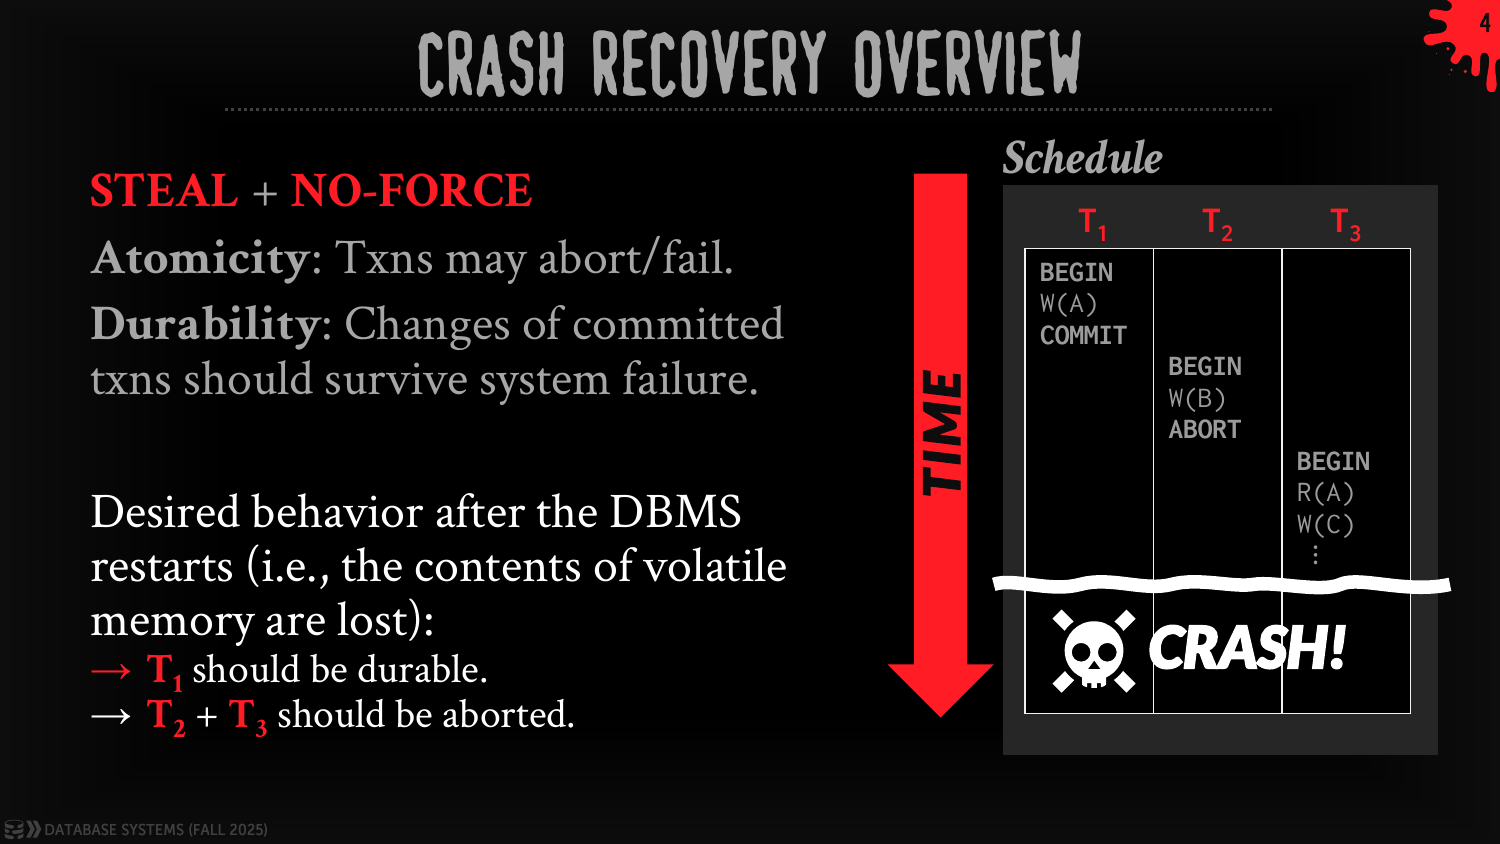 4
CRASH RECOVERY OVERVIEW
STEAL + NO-FORCE
Atomicity: Txns may abort/fail.
Durability: Changes of committed
txns should survive system failure.
Desired behavior after the DBMS
restarts (i.e., the contents of volatile
memory are lost):
→ T1 should be durable.
→ T2 + T3 should be aborted.
TIME
Schedule
T1 T2 T3
BEGIN
W(A)
COMMIT
BEGIN
W(B)
ABORT
BEGIN
R(A)
W(C)
⋮
CRASH!
DATABASE SYSTEMS (FALL 2025)